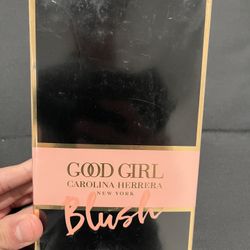 GOOD GIRL
CAROLINA HERRERA
NEW YORK
Blush